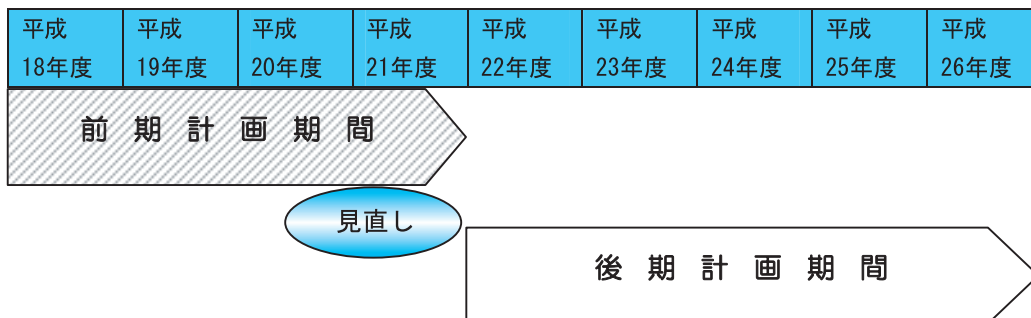 平成 平成 平成 平成 平成 平成 平成 平成 平成
18年度 19年度 20年度 21年度 22年度 23年度 24年度 25年度 26年度
前期計画期間
見直し
後期計画期間